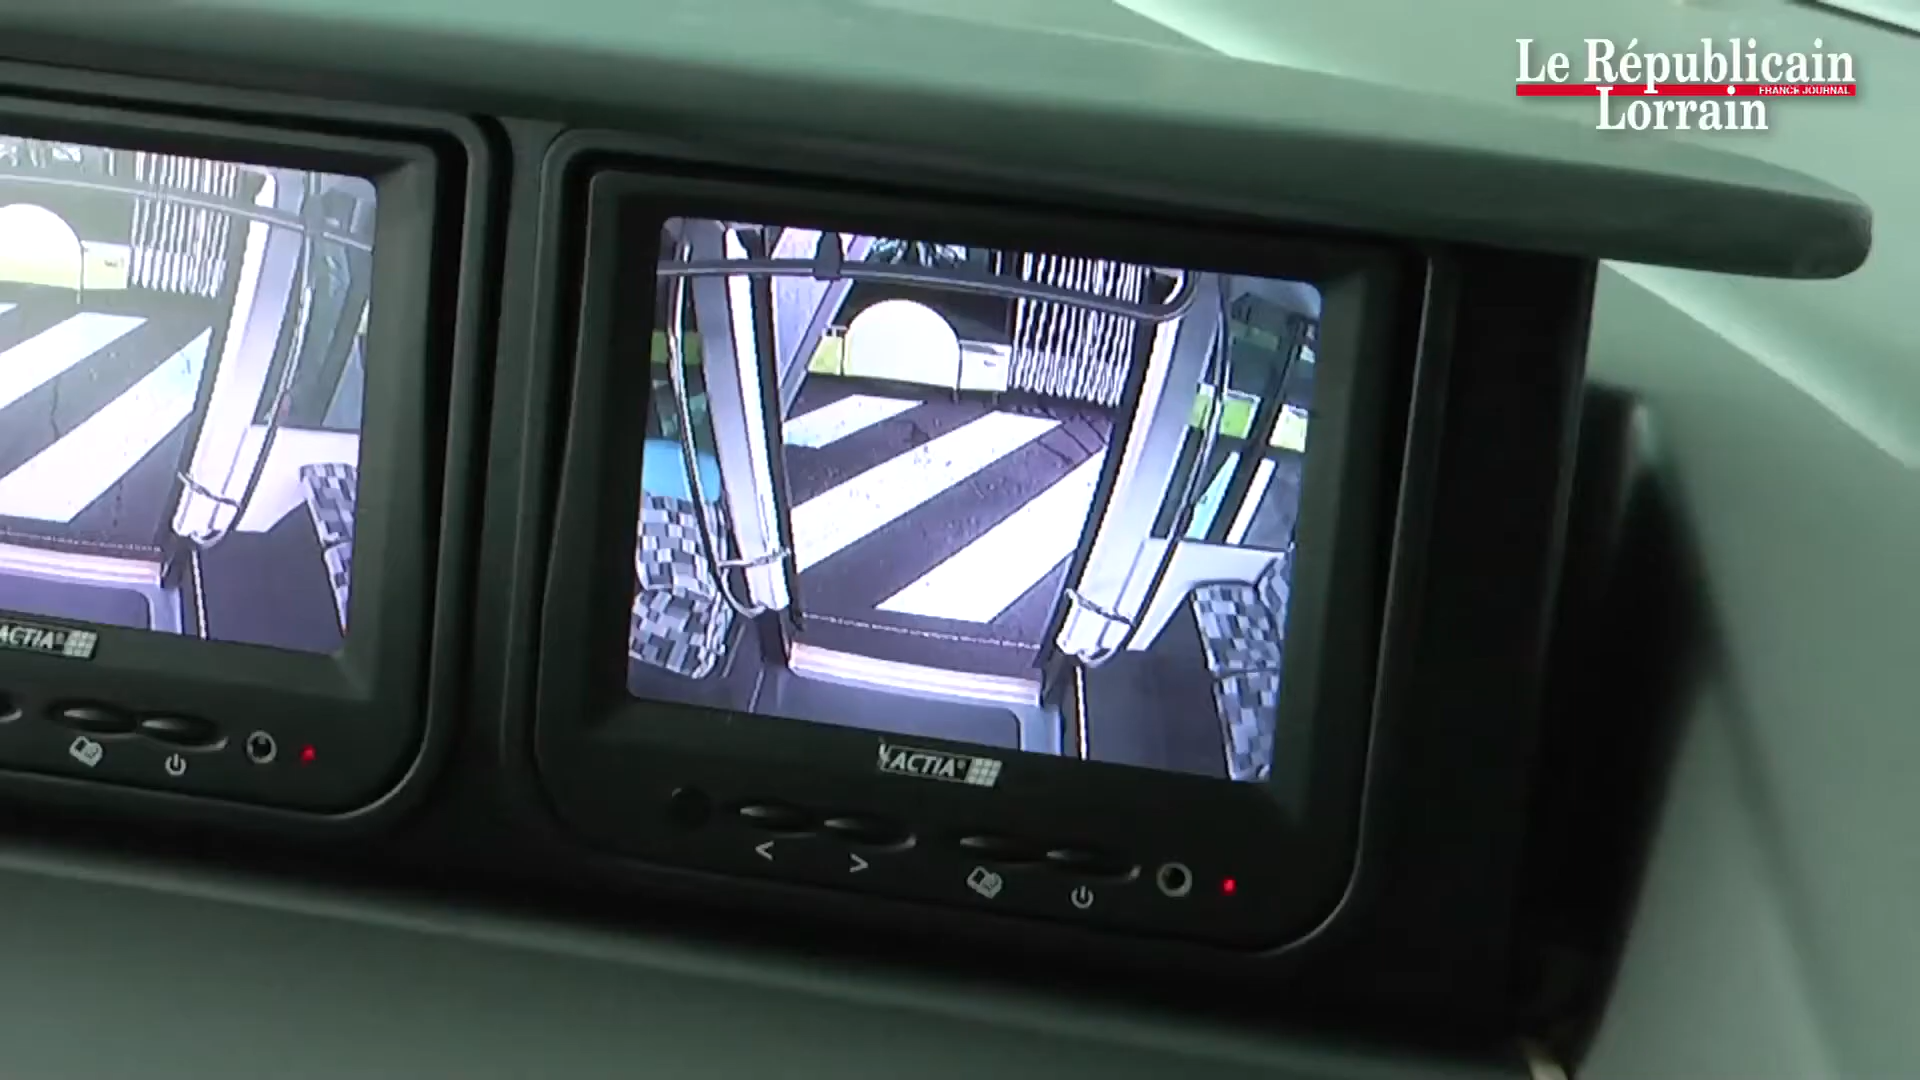 Le Républicain
FRANCE JOURNAL
Lorrain
ACTIA®
ACTIA®
< >